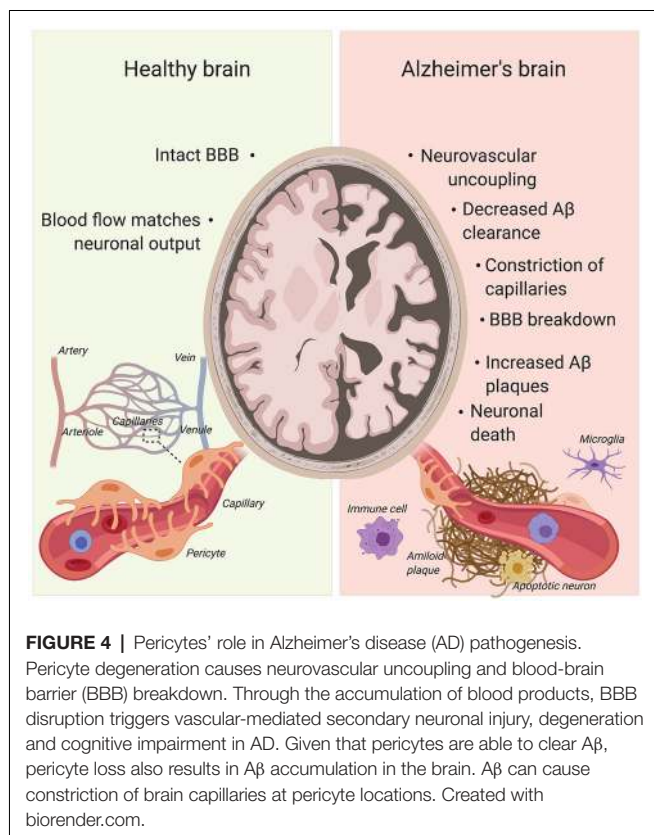 Healthy brain
Intact BBB •
Blood flow matches •
neuronal output
Artery
Vein
Capillaries
Arteriole
Venule
Capillary
Pericyte
Alzheimer's brain
• Neurovascular
uncoupling
• Decreased Aβ
clearance
• Constriction of
capillaries
• BBB breakdown
• Increased Aβ
plaques
• Neuronal
death
Microglia
Immune cell
Amiloid
plaque
Apoptotic neuron
FIGURE 4 | Pericytes' role in Alzheimer's disease (AD) pathogenesis.
Pericyte degeneration causes neurovascular uncoupling and blood-brain
barrier (BBB) breakdown. Through the accumulation of blood products, BBB
disruption triggers vascular-mediated secondary neuronal injury, degeneration
and cognitive impairment in AD. Given that pericytes are able to clear Aβ,
pericyte loss also results in Aβ accumulation in the brain. Aβ can cause
constriction of brain capillaries at pericyte locations. Created with
biorender.com.